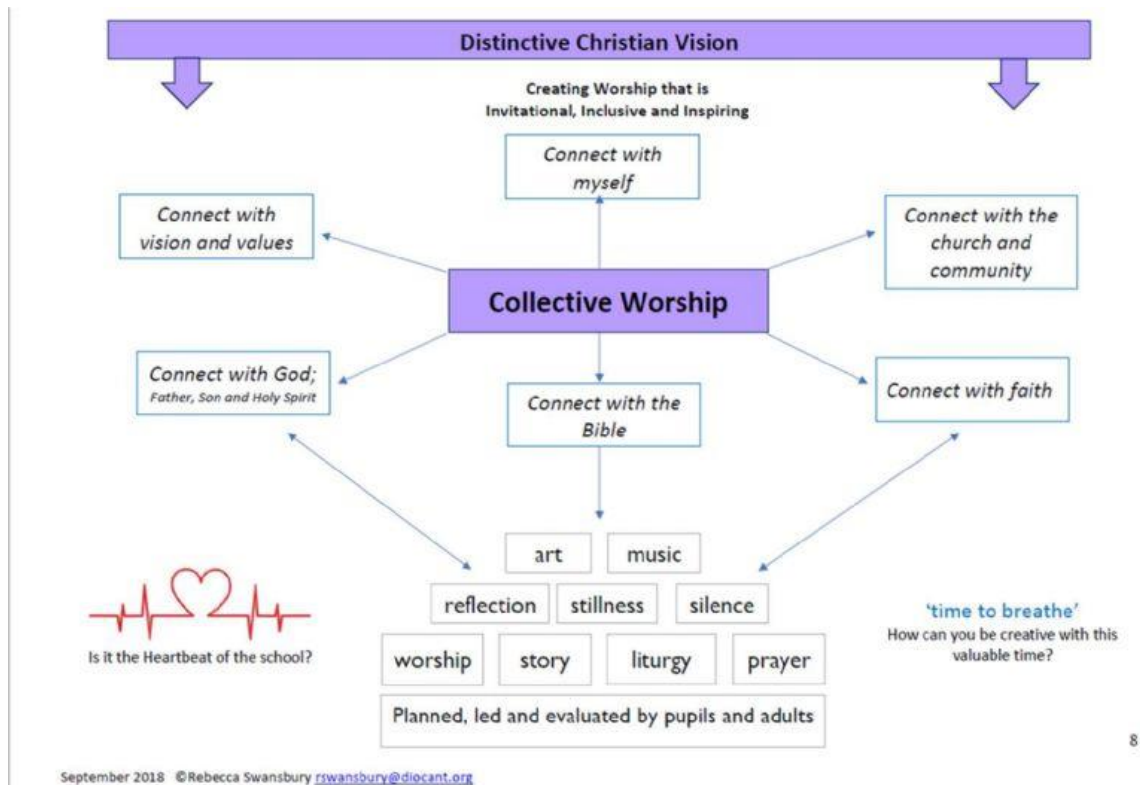 Distinctive Christian Vision
Creating Worship that is
Invitational, Inclusive and Inspiring
Connect with
myself
Connect with
vision and values
Connect with the
church and
community
Collective Worship
Connect with God;
Father, Son and Holy Spirit
Connect with the
Bible
Connect with faith
art
music
reflection
stillness
silence
worship
story
liturgy
prayer
Planned, led and evaluated by pupils and adults
Is it the Heartbeat of the school?
'time to breathe'
How can you be creative with this
valuable time?
8
September 2018 ©Rebecca Swansbury rswansbury@diocant.org